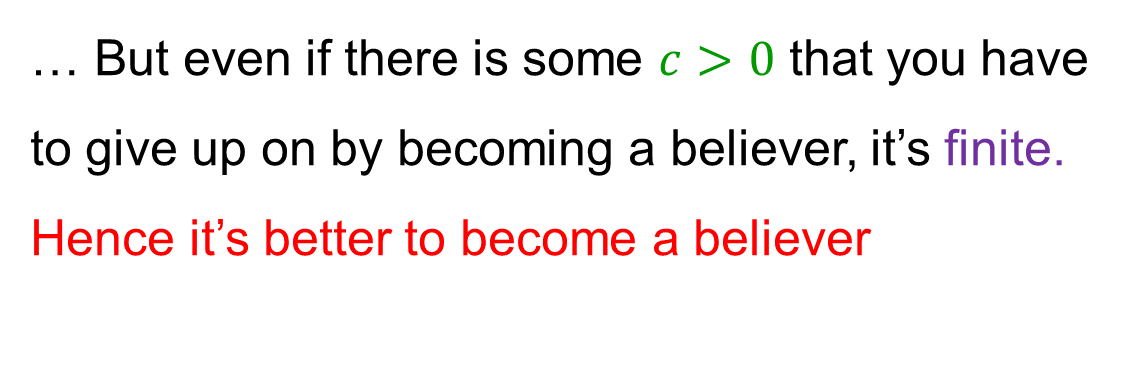 … But even if there is some c > 0 that you have
to give up on by becoming a believer, it’s finite.
Hence it’s better to become a believer